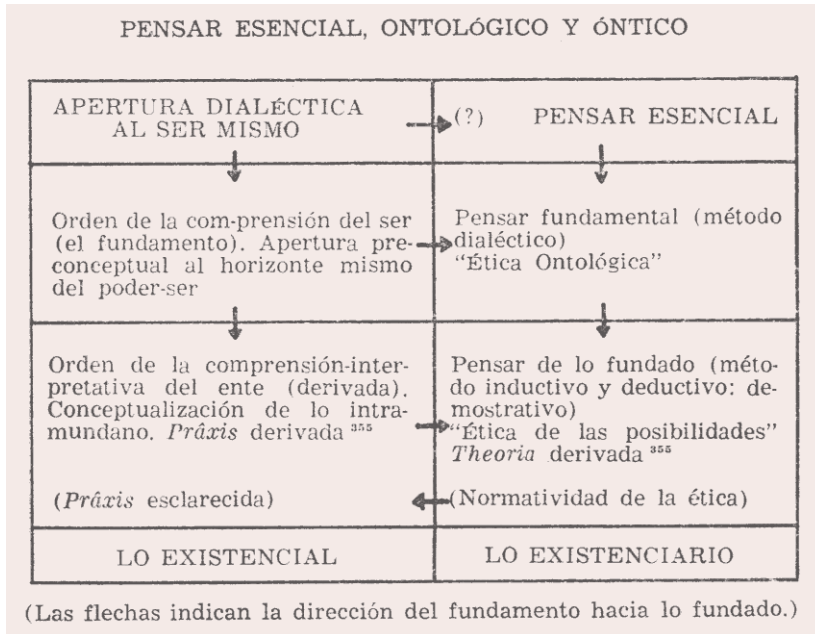 PENSAR ESENCIAL, ONTOLÓGICO Y ÓNTICO
APERTURA DIALÉCTICA
AL SER MISMO
(?) PENSAR ESENCIAL
Orden de la com-prensión del ser
(el fundamento). Apertura pre-
conceptual al horizonte mismo
del poder-ser
Pensar fundamental (método
dialéctico)
“Ética Ontológica”
Orden de la comprensión-inter-
pretativa del ente (derivada).
Conceptualización de lo intra-
mundano. Prâxis derivada 355
(Prâxis esclarecida)
Pensar de lo fundado (méto-
do inductivo y deductivo: de-
mostrativo)
“Ética de las posibilidades”
Theoria derivada 355
(Normatividad de la ética)
LO EXISTENCIAL
LO EXISTENCIARIO
(Las flechas indican la dirección del fundamento hacia lo fundado.)